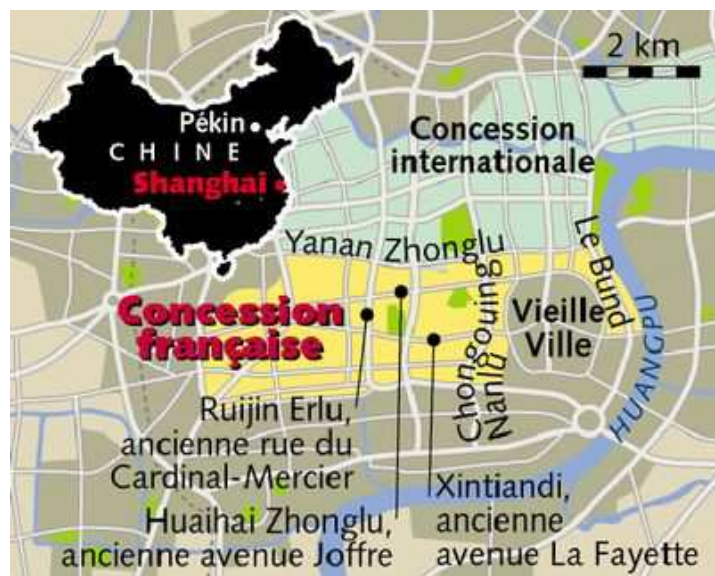 2 km
Pékin
CHINE
Shanghai
Concession
internationale
Yanan Zhonglu
Le Bund
Concession
française
Chongouing
Nanlu
Vieille
Ville
HUANGPU
Ruijin Erlu,
ancienne rue du
Cardinal-Mercier
Huaihai Zhonglu,
ancienne avenue Joffre
Xintiandi,
ancienne
avenue La Fayette